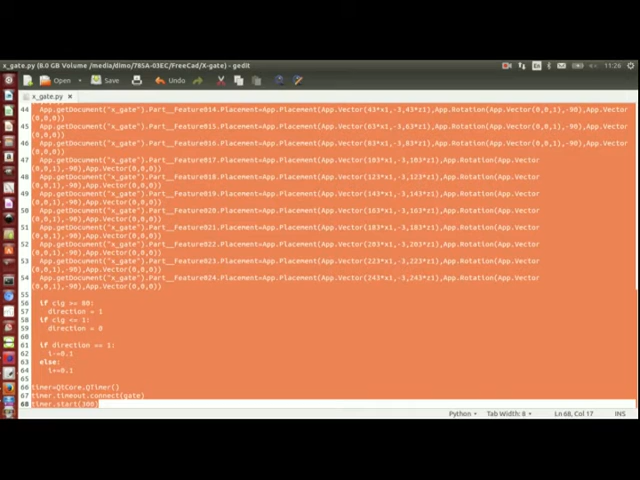 x_gate.py (8.0 GB Volume /media/dimo/785A-03EC/FreeCad/X-gate) - gedit
11:26
Open
Save
Undo
x_gate.py
44 App.getDocument("x_gate").Part__Feature014.Placement=App.Placement(App.Vector(43*x1,-3,43*z1),App.Rotation(App.Vector(0,0,1),-90),App.Vector
(0,0,0))
45 App.getDocument("x_gate").Part__Feature015.Placement=App.Placement(App.Vector(63*x1,-3,63*z1),App.Rotation(App.Vector(0,0,1),-90),App.Vector
(0,0,0))
46 App.getDocument("x_gate").Part__Feature016.Placement=App.Placement(App.Vector(83*x1,-3,83*z1),App.Rotation(App.Vector(0,0,1),-90),App.Vector
(0,0,0))
47 App.getDocument("x_gate").Part__Feature017.Placement=App.Placement(App.Vector(103*x1,-3,103*z1),App.Rotation(App.Vector
(0,0,1),-90),App.Vector(0,0,0))
48 App.getDocument("x_gate").Part__Feature018.Placement=App.Placement(App.Vector(123*x1,-3,123*z1),App.Rotation(App.Vector
(0,0,1),-90),App.Vector(0,0,0))
49 App.getDocument("x_gate").Part__Feature019.Placement=App.Placement(App.Vector(143*x1,-3,143*z1),App.Rotation(App.Vector
(0,0,1),-90),App.Vector(0,0,0))
50 App.getDocument("x_gate").Part__Feature020.Placement=App.Placement(App.Vector(163*x1,-3,163*z1),App.Rotation(App.Vector
(0,0,1),-90),App.Vector(0,0,0))
51 App.getDocument("x_gate").Part__Feature021.Placement=App.Placement(App.Vector(183*x1,-3,183*z1),App.Rotation(App.Vector
(0,0,1),-90),App.Vector(0,0,0))
52 App.getDocument("x_gate").Part__Feature022.Placement=App.Placement(App.Vector(203*x1,-3,203*z1),App.Rotation(App.Vector
(0,0,1),-90),App.Vector(0,0,0))
53 App.getDocument("x_gate").Part__Feature023.Placement=App.Placement(App.Vector(223*x1,-3,223*z1),App.Rotation(App.Vector
(0,0,1),-90),App.Vector(0,0,0))
54 App.getDocument("x_gate").Part__Feature024.Placement=App.Placement(App.Vector(243*x1,-3,243*z1),App.Rotation(App.Vector
(0,0,1),-90),App.Vector(0,0,0))
55
56 if cig >= 80:
57 direction = 1
58 if cig <= 1:
59 direction = 0
60
61 if direction == 1:
62 i-=0.1
63 else:
64 i+=0.1
65
66 timer=QtCore.QTimer()
67 timer.timeout.connect(gate)
68 timer.start(300)
Python Tab Width: 8 Ln 68, Col 17 INS